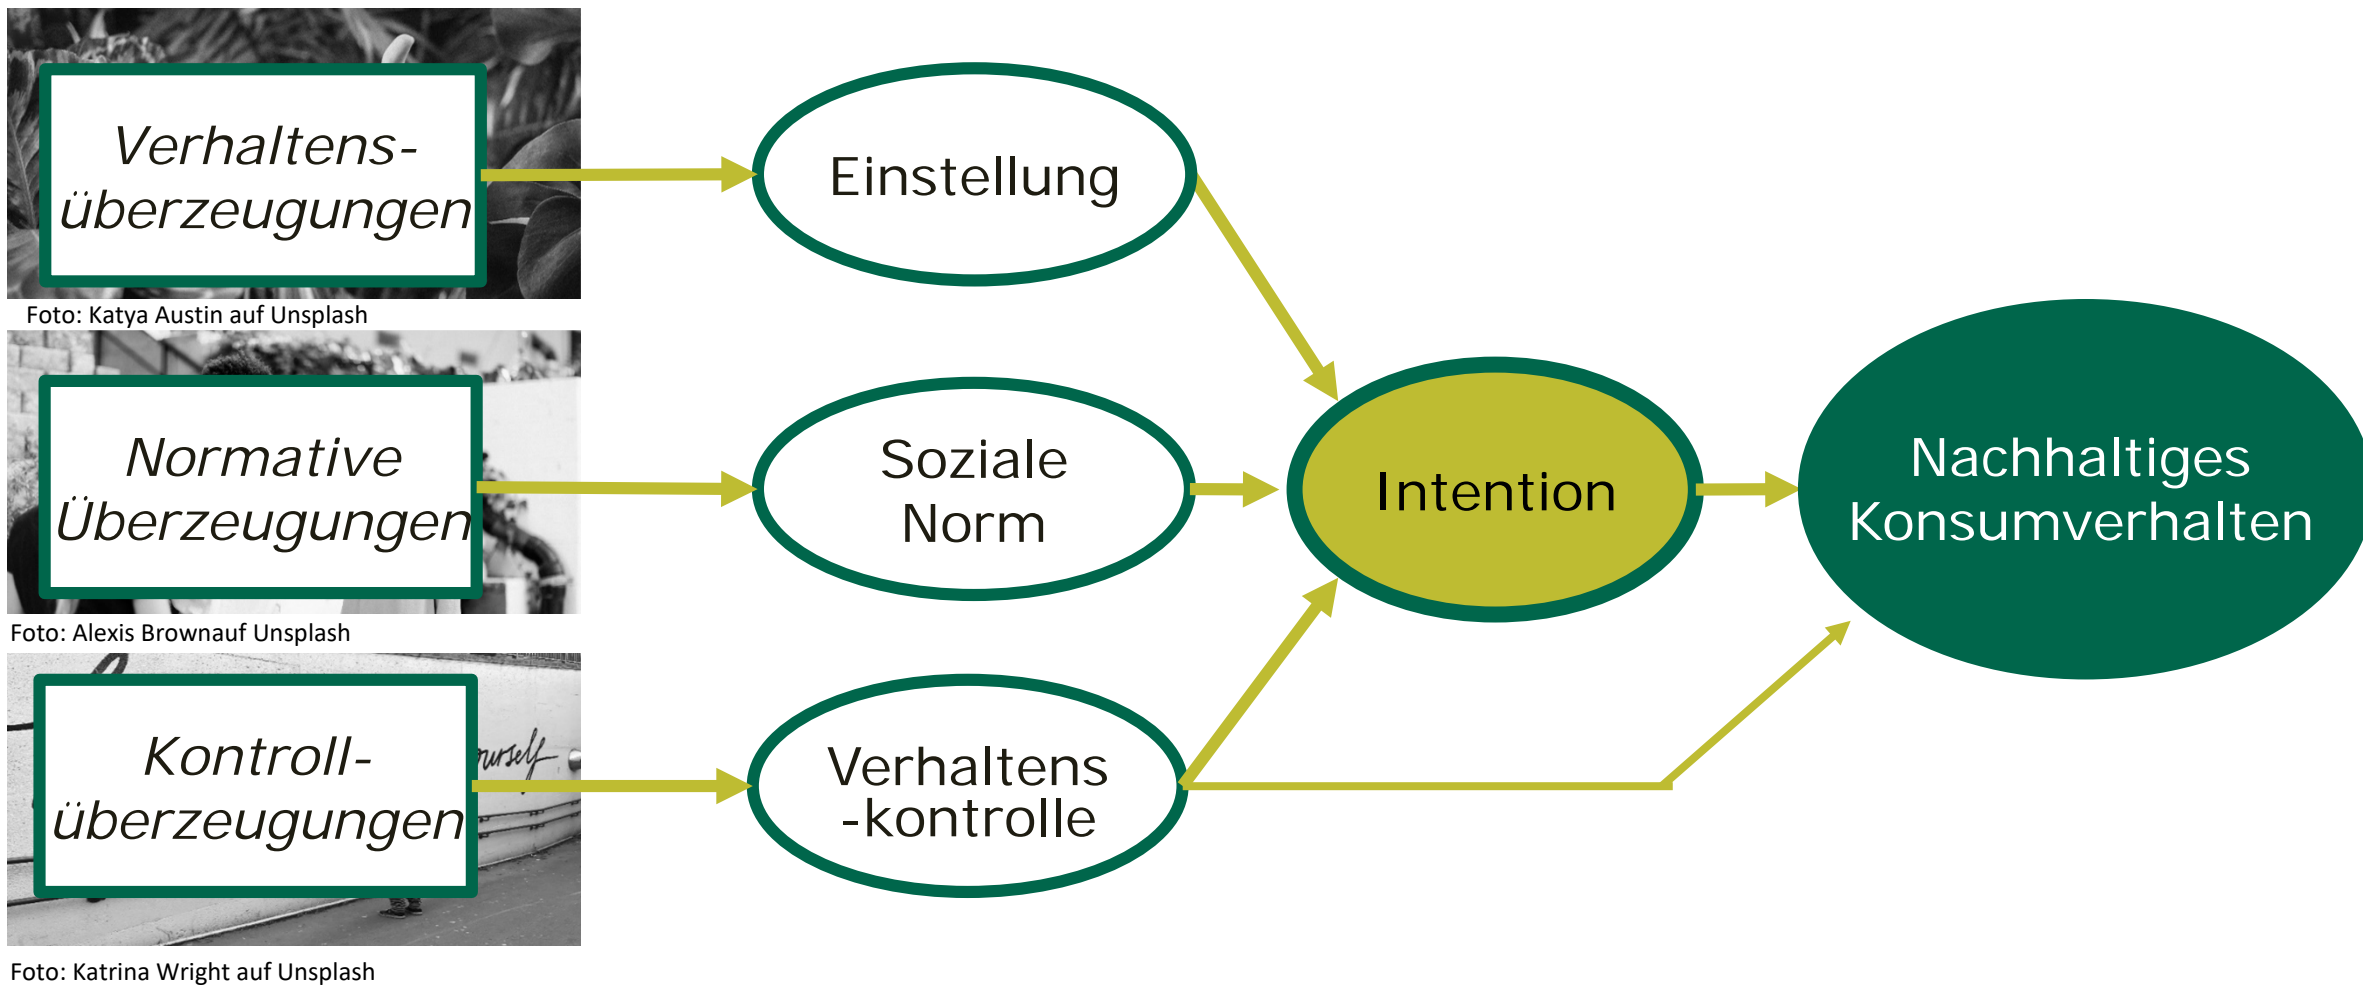 Verhaltens-
überzeugungen
Einstellung
Foto: Katya Austin auf Unsplash
Normative
Überzeugungen
Soziale
Norm
Intention
Nachhaltiges
Konsumverhalten
Foto: Alexis Brownauf Unsplash
Kontroll-
überzeugungen
ourself
Verhaltens
-kontrolle
Foto: Katrina Wright auf Unsplash